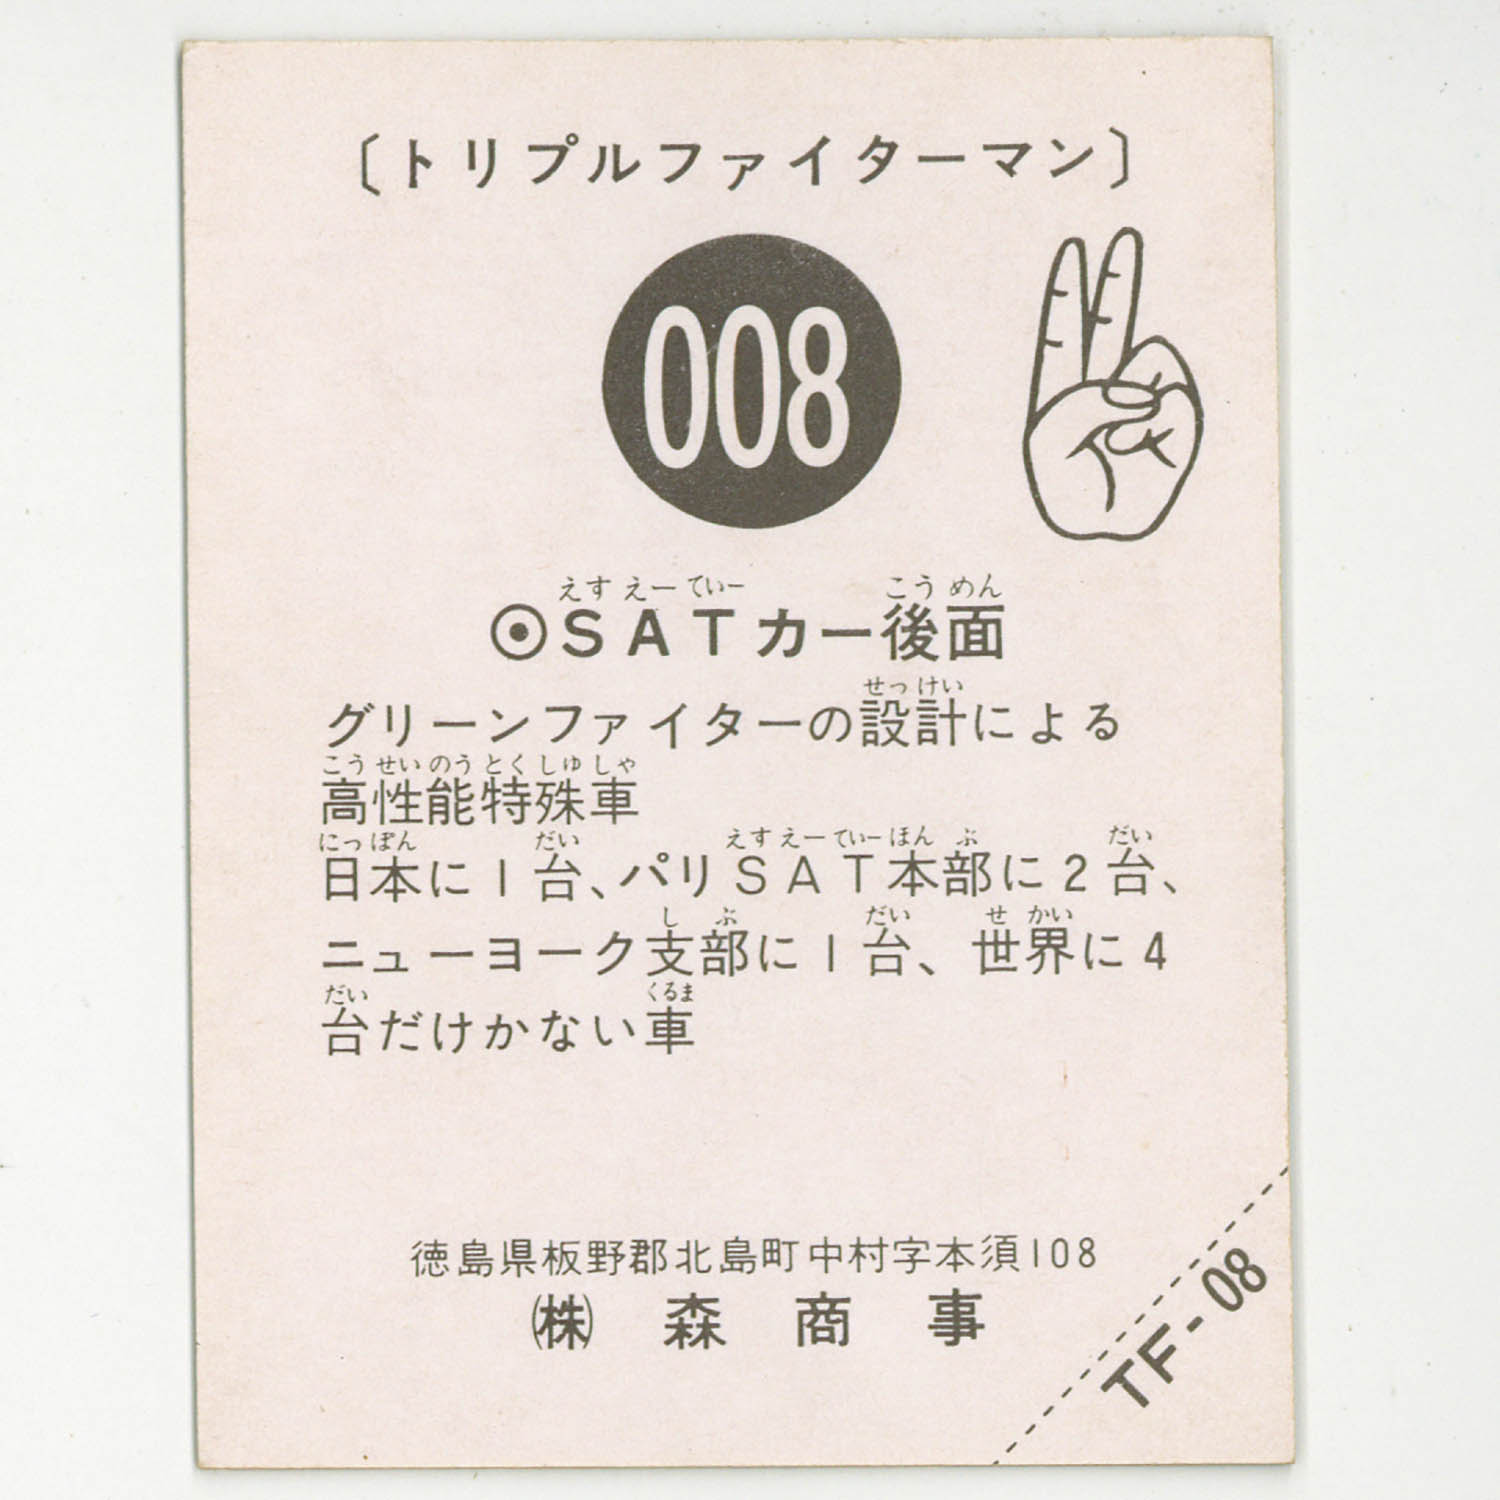 〔トリプルファイターマン〕
008
えす えー てぃー こう めん
⦿SATカー後面
せっ けい
グリーンファイターの設計による
こう せい のう とく しゅ しゃ
高性能特殊車
にっ ぽん だい えす えー てぃー ほん ぶ だい
日本に1台、パリSAT本部に2台、
し ぶ だい せ かい
ニューヨーク支部に1台、世界に4
だい くるま
台だけかない車
徳島県板野郡北島町中村字本須108
㈱ 森商事
TF-08